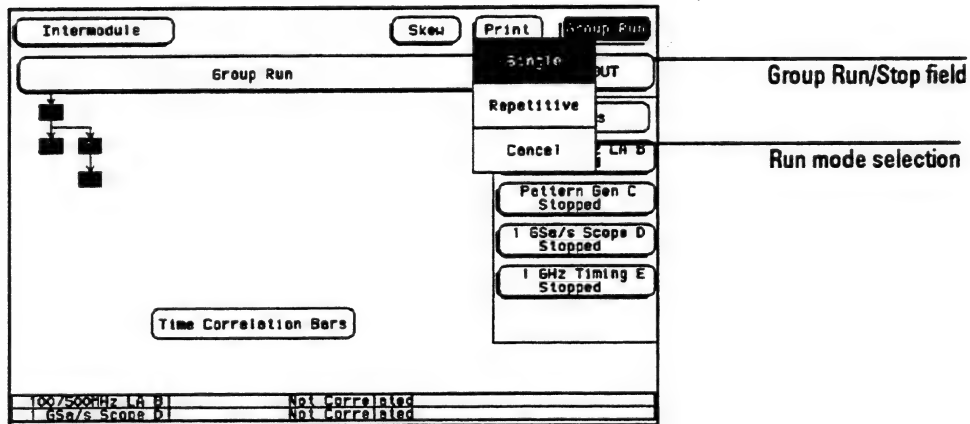 Intermodule
Skew
Print
Group Run
Group Run
Single
Repetitive
Cancel
OUT
s
LA B
Pattern Gen C
Stopped
1 GSa/s Scope D
Stopped
1 GHz Timing E
Stopped
Time Correlation Bars
100/500MHz LA B
Not Correlated
1 GSa/s Scope D
Not Correlated
Group Run/Stop field
Run mode selection